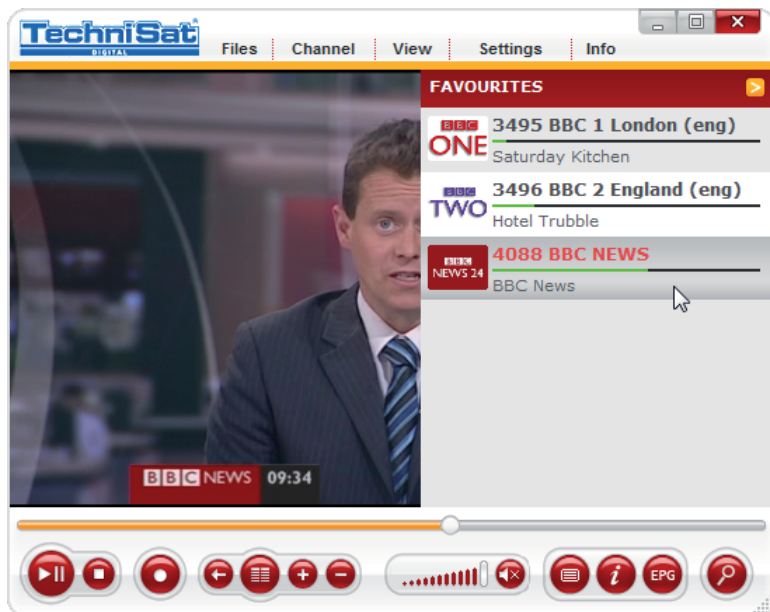 TechniSat
DIGITAL
Files Channel View Settings Info
FAVOURITES
BBC
ONE
3495 BBC 1 London (eng)
Saturday Kitchen
BBC
TWO
3496 BBC 2 England (eng)
Hotel Trubble
BBC
NEWS 24
4088 BBC NEWS
BBC News
BBC NEWS 09:34
i
EPG